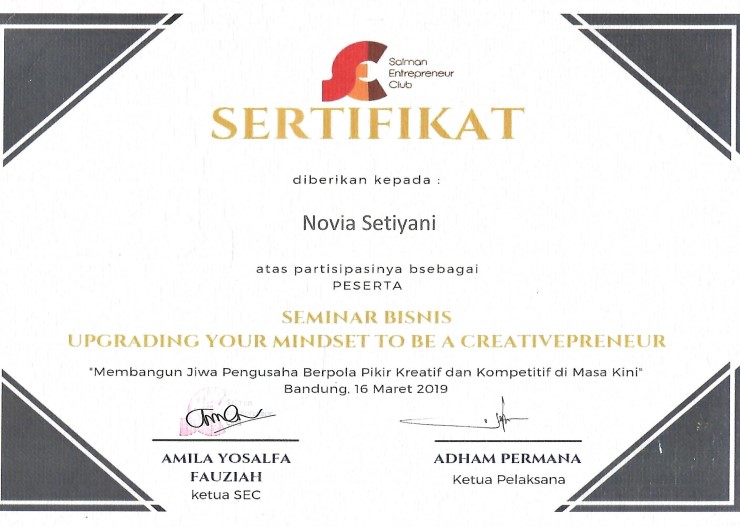 Salman
Entrepreneur
Club
SERTIFIKAT
diberikan kepada :
Novia Setiyani
atas partisipasinya bsebagai
PESERTA
SEMINAR BISNIS
UPGRADING YOUR MINDSET TO BE A CREATIVEPRENEUR
"Membangun Jiwa Pengusaha Berpola Pikir Kreatif dan Kompetitif di Masa Kini"
Bandung, 16 Maret 2019
AMILA YOSALFA
FAUZIAH
ketua SEC
ADHAM PERMANA
Ketua Pelaksana